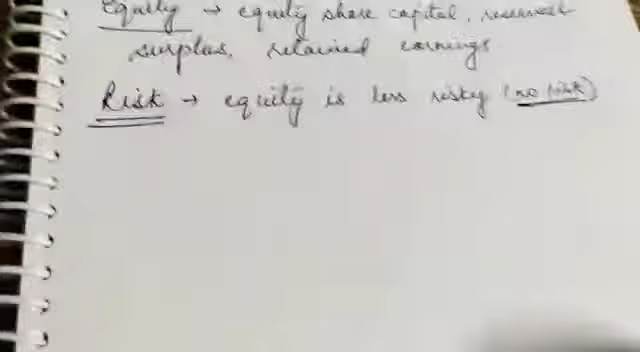 Equity → equity share capital, reserves
surplus, retained earnings
Risk → equity is less risky (no risk)